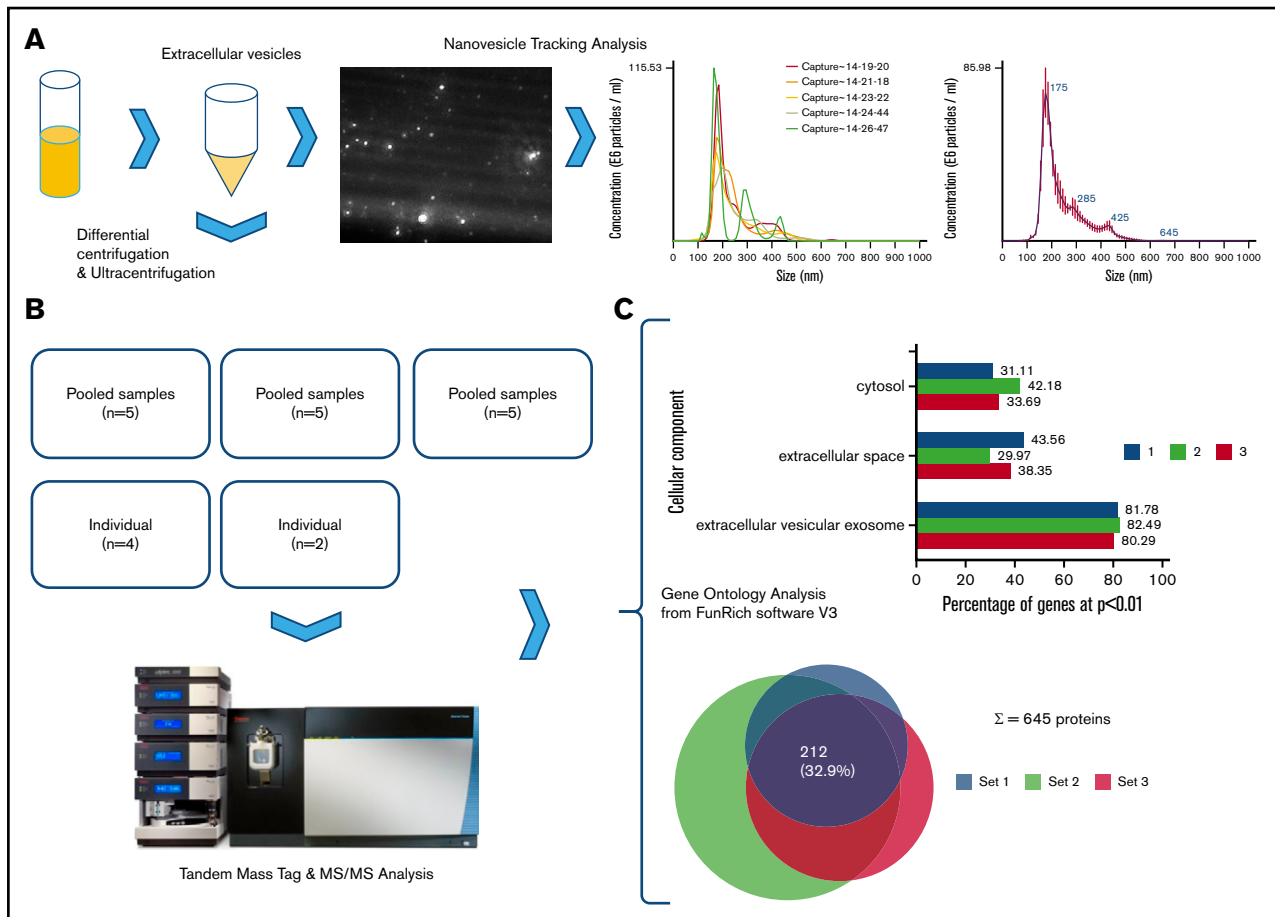 A
Extracellular vesicles
Differential
centrifugation
& Ultracentrifugation
Nanovesicle Tracking Analysis
Concentration (E6 particles / ml)
115.53
Capture~14-19-20
Capture~14-21-18
Capture~14-23-22
Capture~14-24-44
Capture~14-26-47
0 100 200 300 400 500 600 700 800 900 1000
Size (nm)
Concentration (E6 particles / ml)
85.98
175
285
425
645
0 100 200 300 400 500 600 700 800 900 1000
Size (nm)
B
Pooled samples
(n=5)
Pooled samples
(n=5)
Pooled samples
(n=5)
Individual
(n=4)
Individual
(n=2)
Tandem Mass Tag & MS/MS Analysis
C
Cellular component
cytosol
31.11
42.18
33.69
extracellular space
43.56
29.97
38.35
extracellular vesicular exosome
81.78
82.49
80.29
1 2 3
0 20 40 60 80 100
Percentage of genes at p<0.01
Gene Ontology Analysis
from FunRich software V3
212
(32.9%)
Σ = 645 proteins
Set 1 Set 2 Set 3